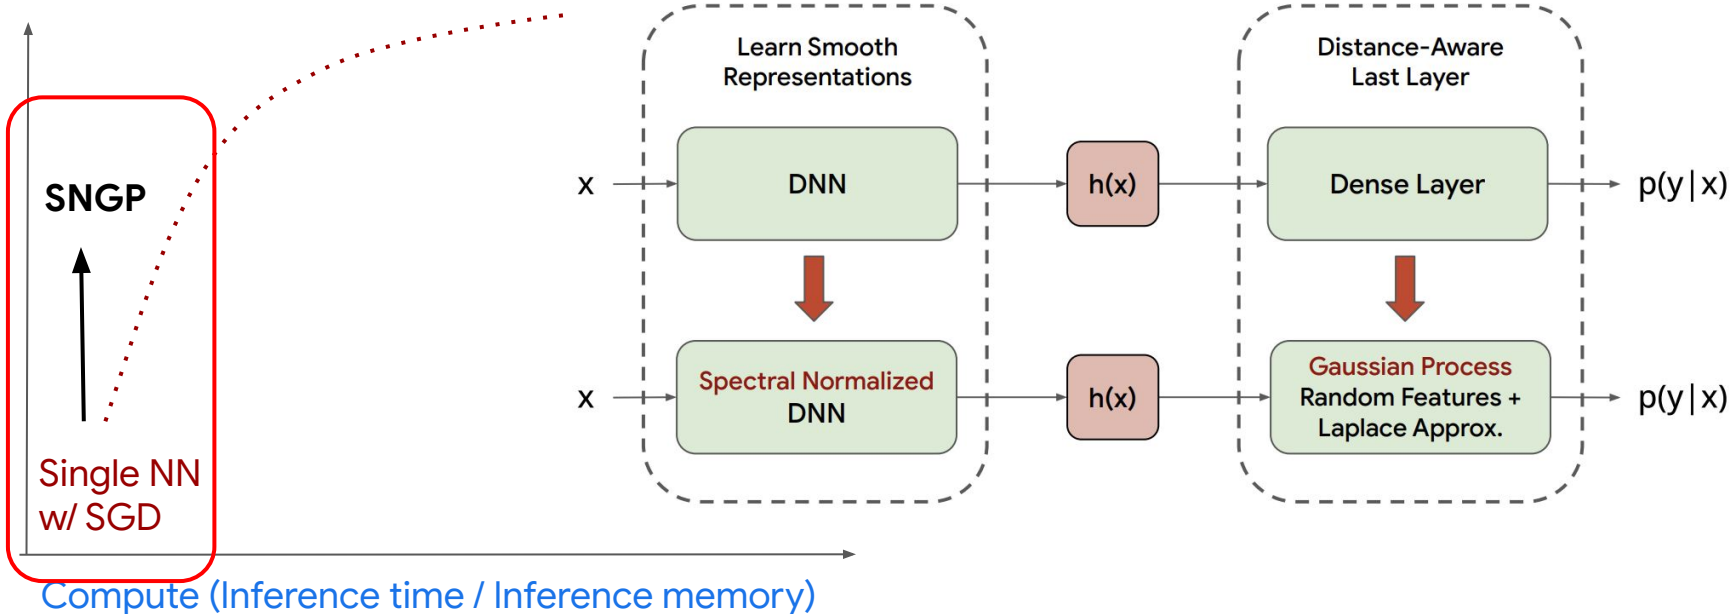 SNGP
Single NN
w/ SGD
Compute (Inference time / Inference memory)
Learn Smooth
Representations
Distance-Aware
Last Layer
x
DNN
h(x)
Dense Layer
p(y|x)
x
Spectral Normalized
DNN
h(x)
Gaussian Process
Random Features +
Laplace Approx.
p(y|x)